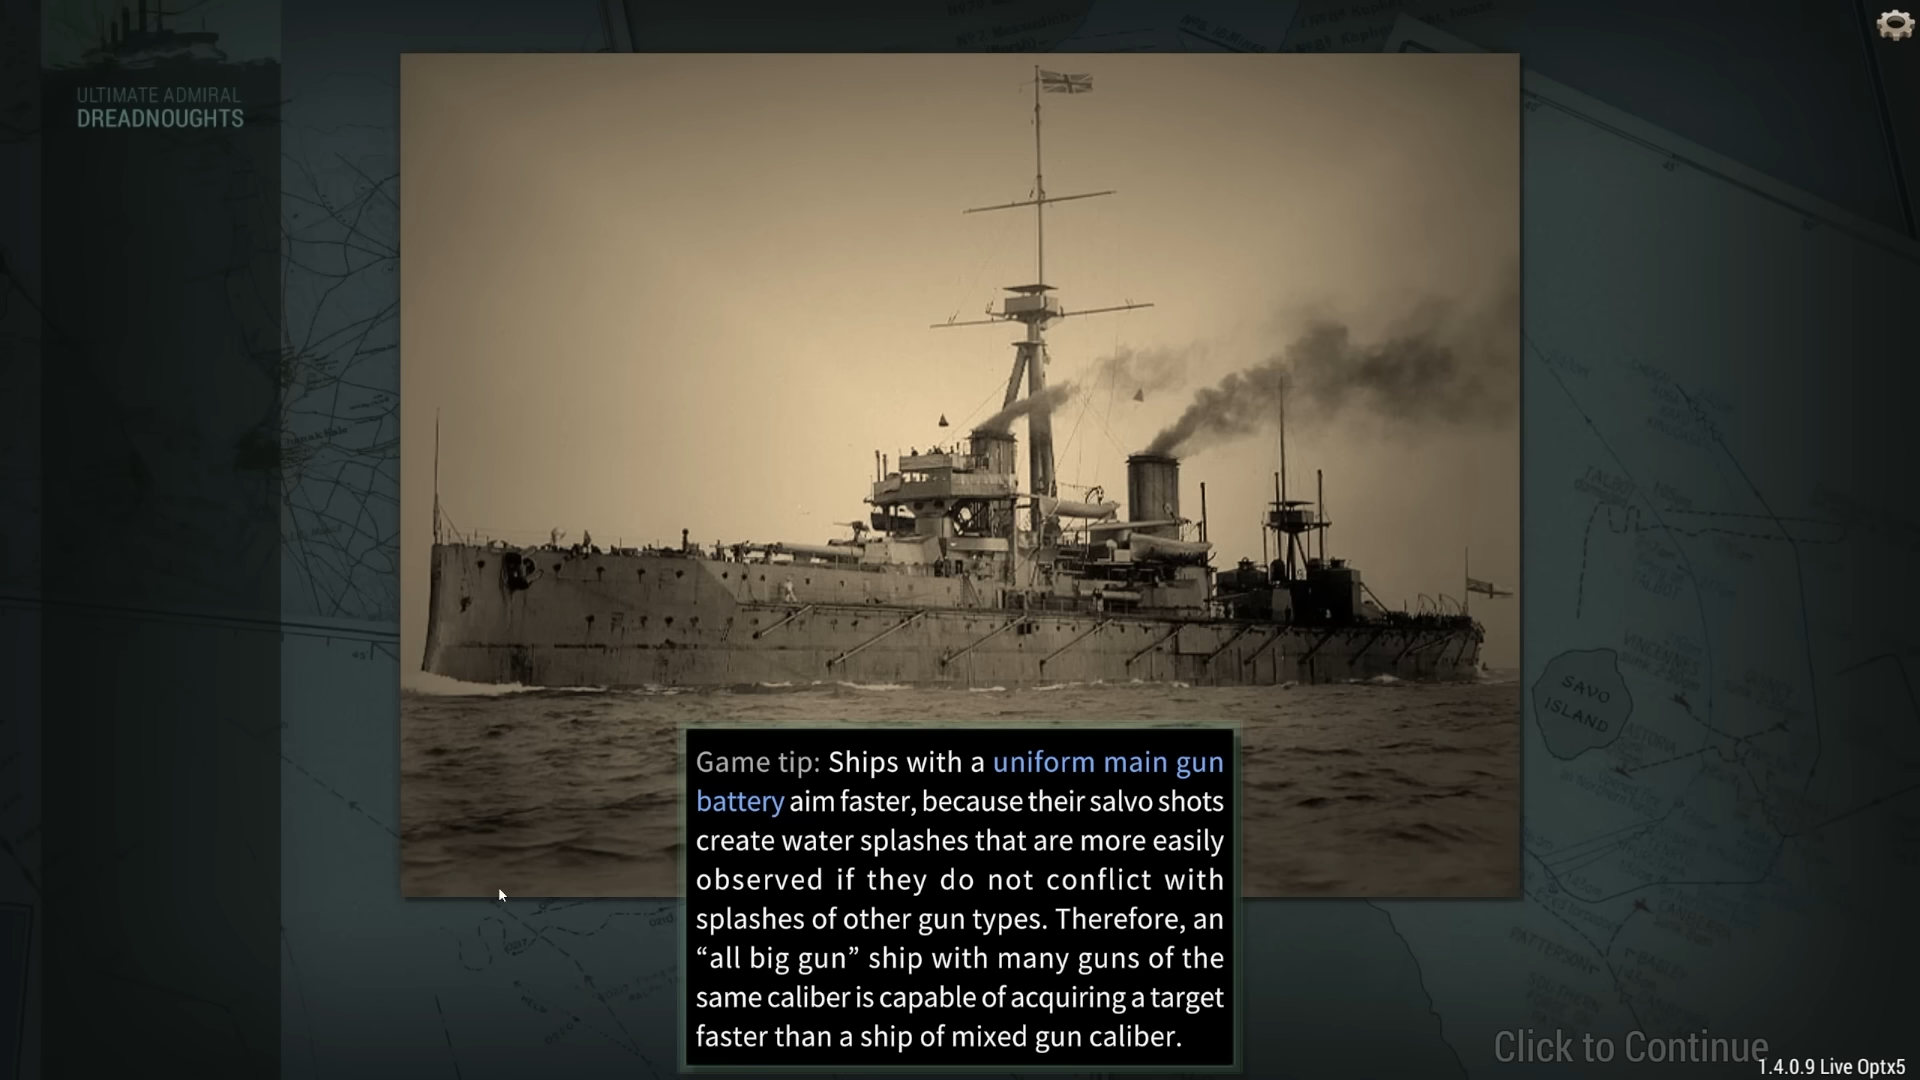 ULTIMATE ADMIRAL
DREADNOUGHTS
SAVO
ISLAND
Game tip: Ships with a uniform main gun
battery aim faster, because their salvo shots
create water splashes that are more easily
observed if they do not conflict with
splashes of other gun types. Therefore, an
“all big gun” ship with many guns of the
same caliber is capable of acquiring a target
faster than a ship of mixed gun caliber.
Click to Continue
1.4.0.9 Live Optx5